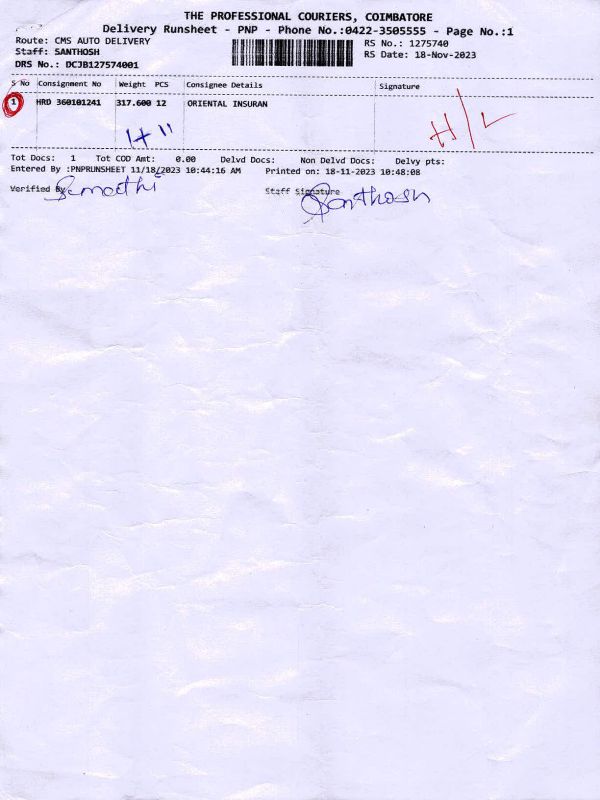 THE PROFESSIONAL COURIERS, COIMBATORE
Delivery Runsheet - PNP - Phone No.:0422-3505555 - Page No.:1
Route: CMS AUTO DELIVERY
RS No.: 1275740
Staff: SANTHOSH
RS Date: 18-Nov-2023
DRS No.: DCJB127574001
S No Consignment No Weight PCS Consignee Details Signature
1 HRD 360101241 317.600 12 ORIENTAL INSURAN
H/L
Tot Docs: 1 Tot COD Amt: 0.00 Delvd Docs: Non Delvd Docs: Delvy pts:
Entered By :PNPRUNSHEET 11/18/2023 10:44:16 AM Printed on: 18-11-2023 10:48:08
Verified By Staff Signature
Santhosh